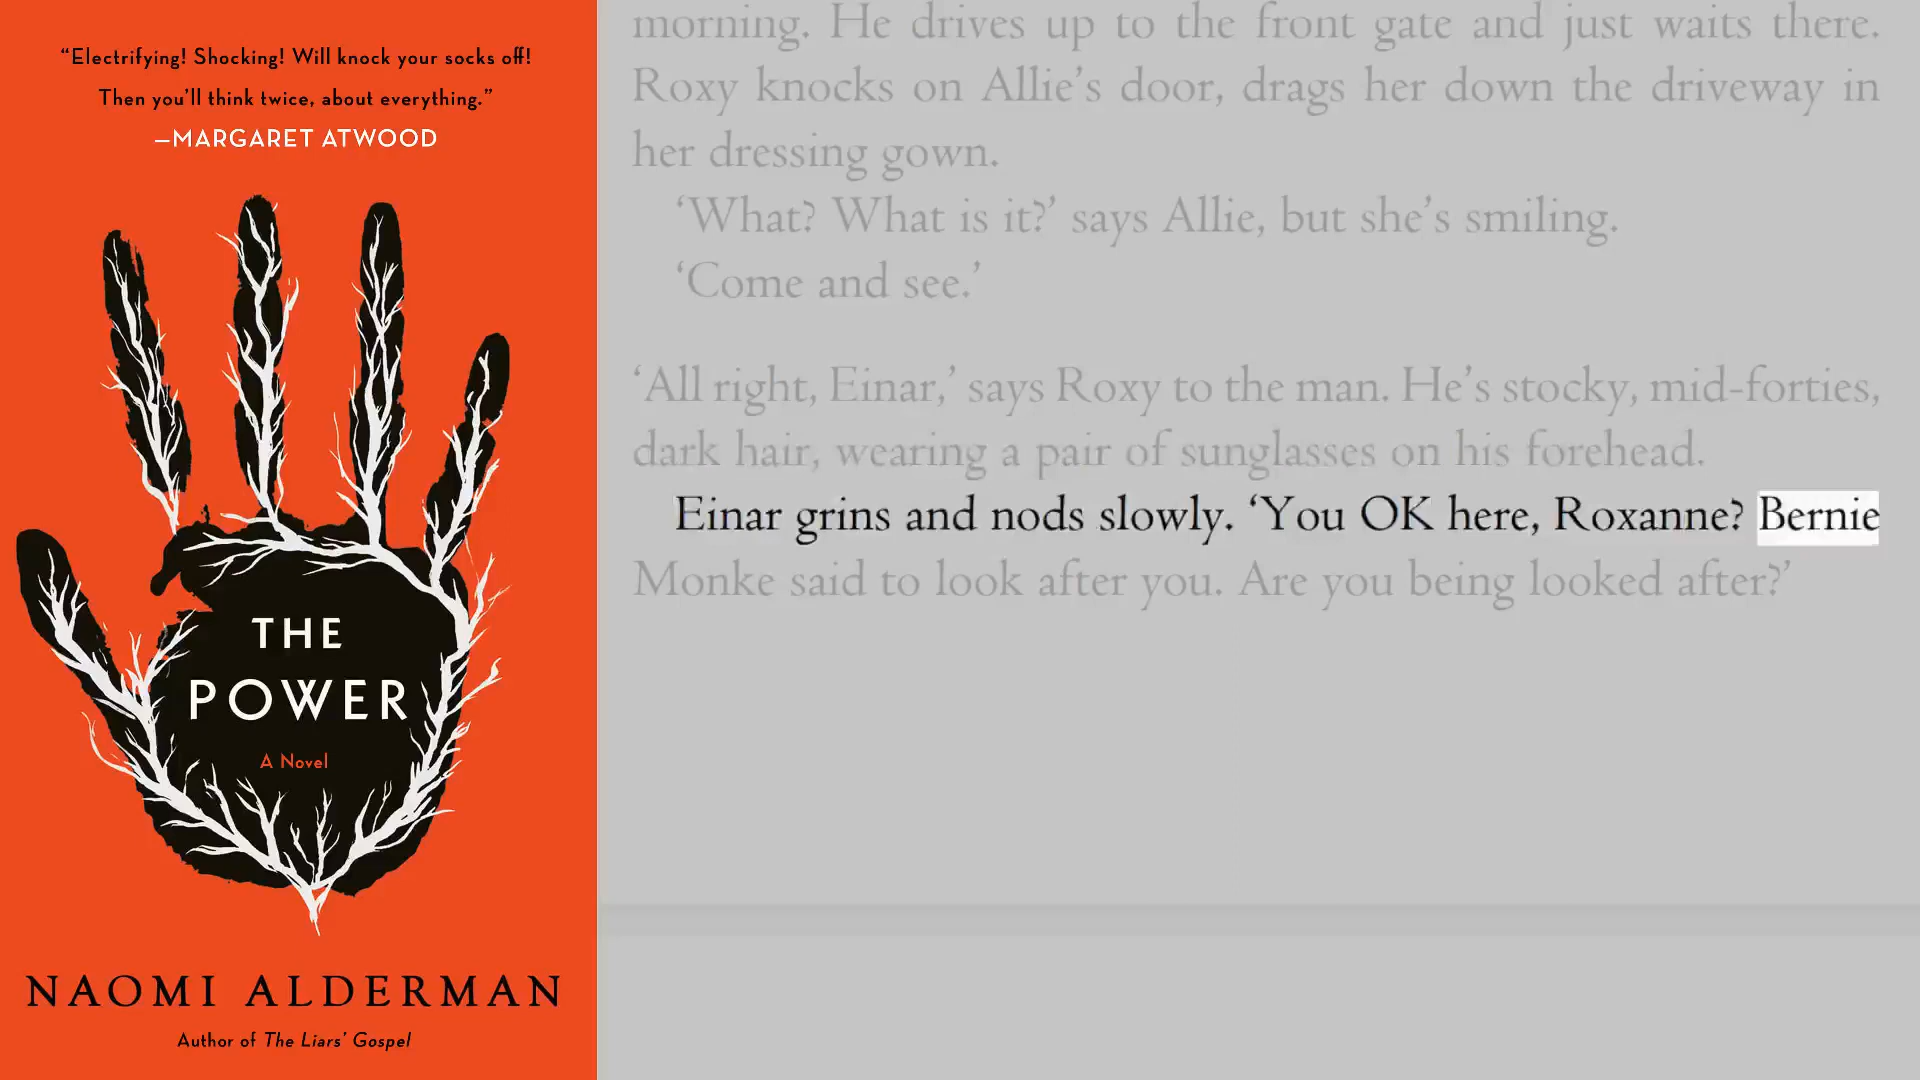 “Electrifying! Shocking! Will knock your socks off!
Then you’ll think twice, about everything.”
—MARGARET ATWOOD
THE
POWER
A Novel
NAOMI ALDERMAN
Author of The Liars’ Gospel
morning. He drives up to the front gate and just waits there.
Roxy knocks on Allie’s door, drags her down the driveway in
her dressing gown.
‘What? What is it?’ says Allie, but she’s smiling.
‘Come and see.’
‘All right, Einar,’ says Roxy to the man. He’s stocky, mid-forties,
dark hair, wearing a pair of sunglasses on his forehead.
Einar grins and nods slowly. ‘You OK here, Roxanne? Bernie
Monke said to look after you. Are you being looked after?’